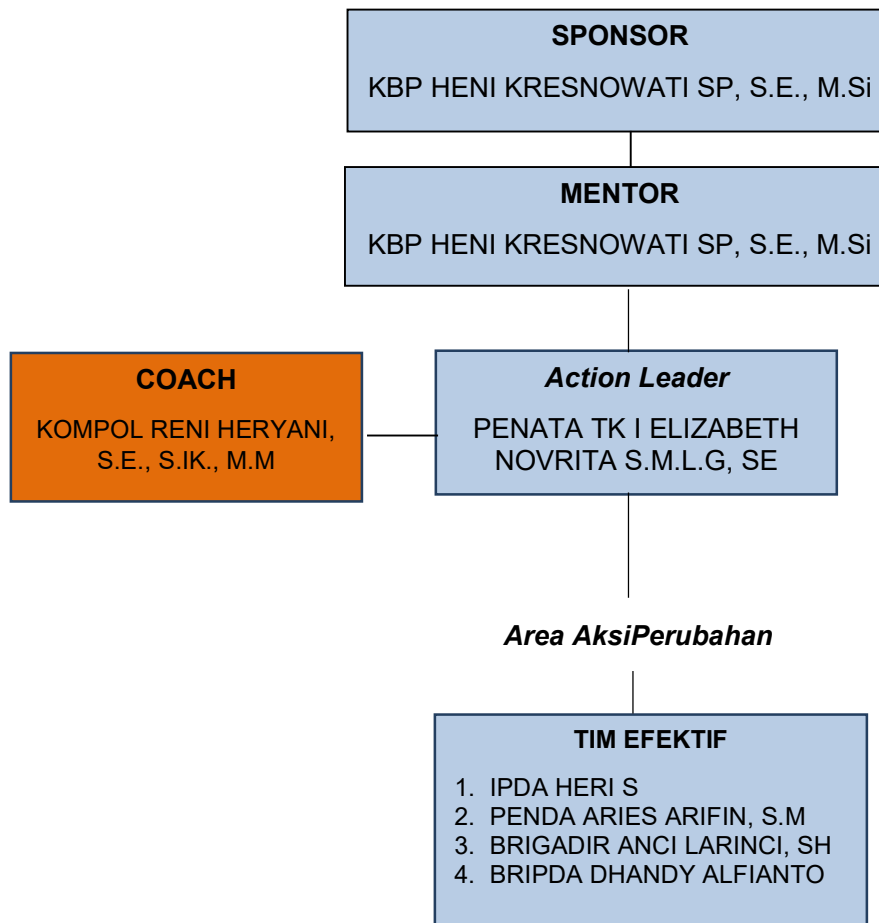 SPONSOR
KBP HENI KRESNOWATI SP, S.E., M.Si
MENTOR
KBP HENI KRESNOWATI SP, S.E., M.Si
COACH
KOMPOL RENI HERYANI,
S.E., S.IK., M.M
Action Leader
PENATA TK I ELIZABETH
NOVRITA S.M.L.G, SE
Area AksiPerubahan
TIM EFEKTIF
1. IPDA HERI S
2. PENDA ARIES ARIFIN, S.M
3. BRIGADIR ANCI LARINCI, SH
4. BRIPDA DHANDY ALFIANTO